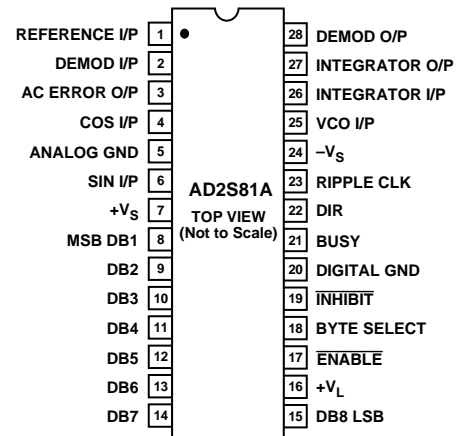 REFERENCE I/P 1
DEMOD I/P 2
AC ERROR O/P 3
COS I/P 4
ANALOG GND 5
SIN I/P 6
+VS 7
MSB DB1 8
DB2 9
DB3 10
DB4 11
DB5 12
DB6 13
DB7 14
AD2S81A
TOP VIEW
(Not to Scale)
28 DEMOD O/P
27 INTEGRATOR O/P
26 INTEGRATOR I/P
25 VCO I/P
24 –VS
23 RIPPLE CLK
22 DIR
21 BUSY
20 DIGITAL GND
19 INHIBIT
18 BYTE SELECT
17 ENABLE
16 +VL
15 DB8 LSB